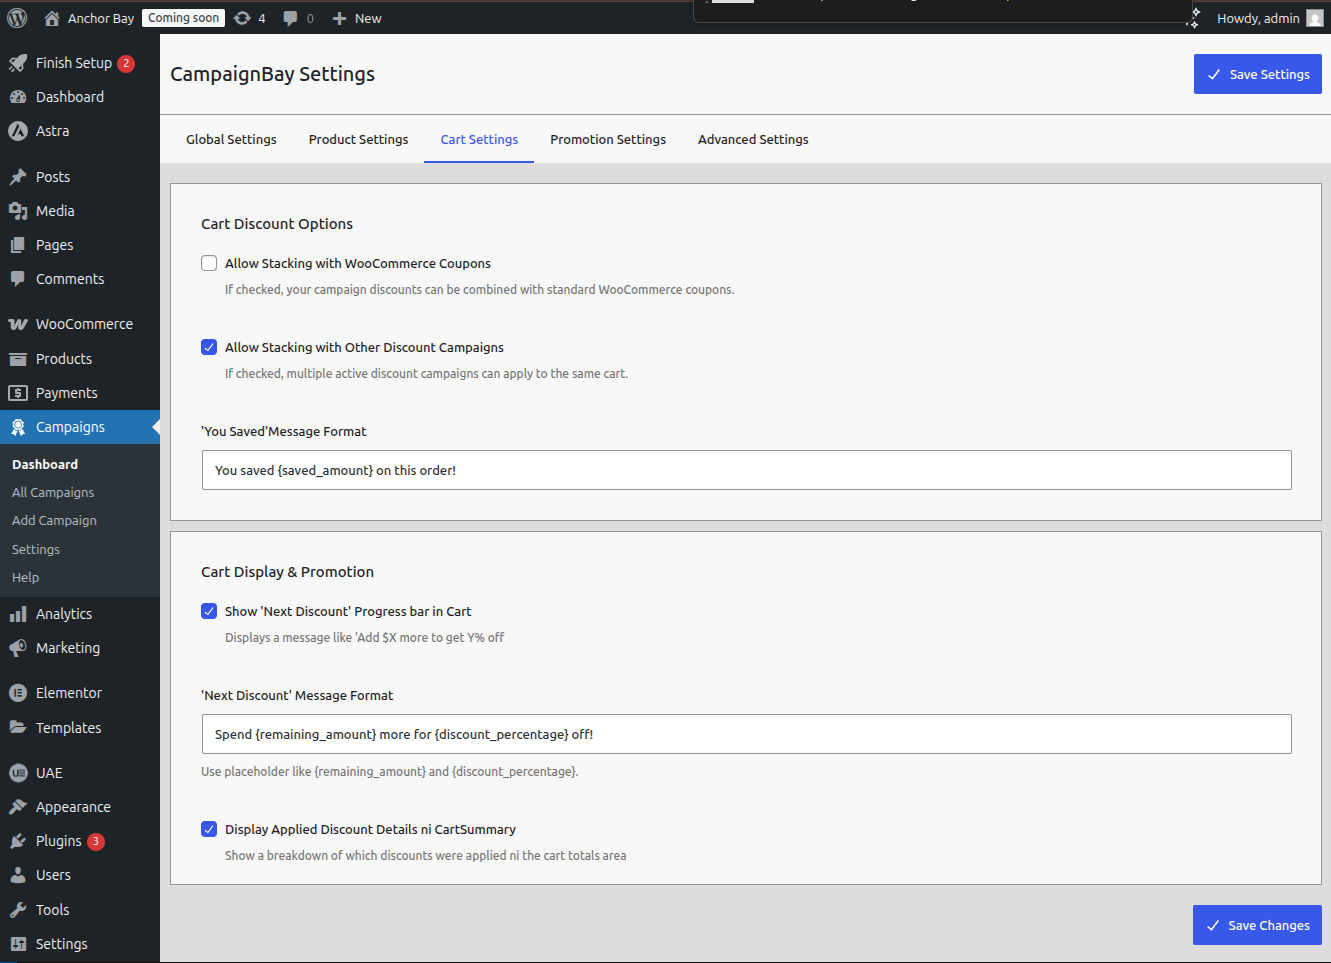 Anchor Bay
Coming soon
4
0
New
Howdy, admin
Finish Setup 2
Dashboard
Astra
Posts
Media
Pages
Comments
WooCommerce
Products
Payments
Campaigns
Dashboard
All Campaigns
Add Campaign
Settings
Help
Analytics
Marketing
Elementor
Templates
UAE
Appearance
Plugins 3
Users
Tools
Settings
CampaignBay Settings
Save Settings
Global Settings
Product Settings
Cart Settings
Promotion Settings
Advanced Settings
Cart Discount Options
Allow Stacking with WooCommerce Coupons
If checked, your campaign discounts can be combined with standard WooCommerce coupons.
Allow Stacking with Other Discount Campaigns
If checked, multiple active discount campaigns can apply to the same cart.
'You Saved'Message Format
You saved {saved_amount} on this order!
Cart Display & Promotion
Show 'Next Discount' Progress bar in Cart
Displays a message like 'Add $X more to get Y% off
'Next Discount' Message Format
Spend {remaining_amount} more for {discount_percentage} off!
Use placeholder like {remaining_amount} and {discount_percentage}.
Display Applied Discount Details ni CartSummary
Show a breakdown of which discounts were applied ni the cart totals area
Save Changes